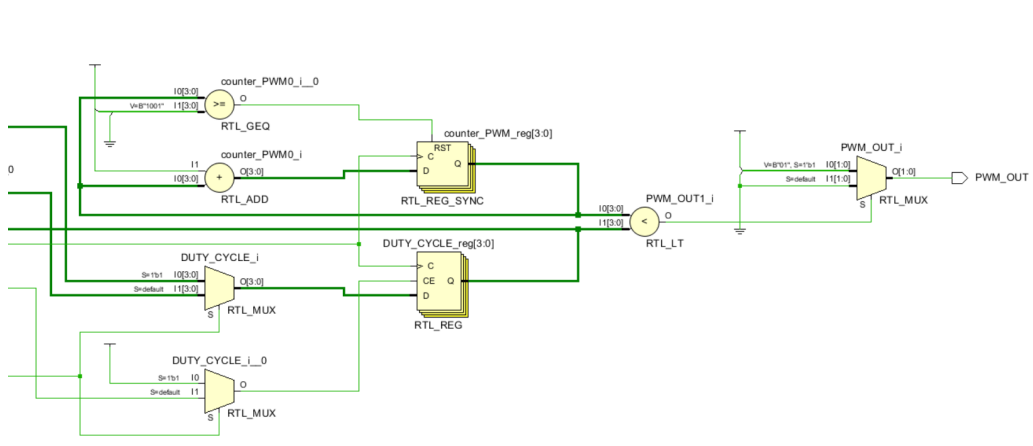 counter_PWM0_i__0
I0[3:0]
V=B"1001" I1[3:0]
>=
O
RTL_GEQ
counter_PWM0_i
I1
I0[3:0]
+
O[3:0]
RTL_ADD
counter_PWM_reg[3:0]
RST
C
D
Q
RTL_REG_SYNC
0
PWM_OUT1_i
I0[3:0]
I1[3:0]
<
O
RTL_LT
PWM_OUT_i
V=B"01", S=1'b1 I0[1:0]
S=default I1[1:0]
O[1:0]
S
RTL_MUX
PWM_OUT
DUTY_CYCLE_i
S=1'b1 I0[3:0]
S=default I1[3:0]
O[3:0]
S
RTL_MUX
DUTY_CYCLE_reg[3:0]
C
CE
D
Q
RTL_REG
DUTY_CYCLE_i__0
S=1'b1 I0
S=default I1
O
S
RTL_MUX